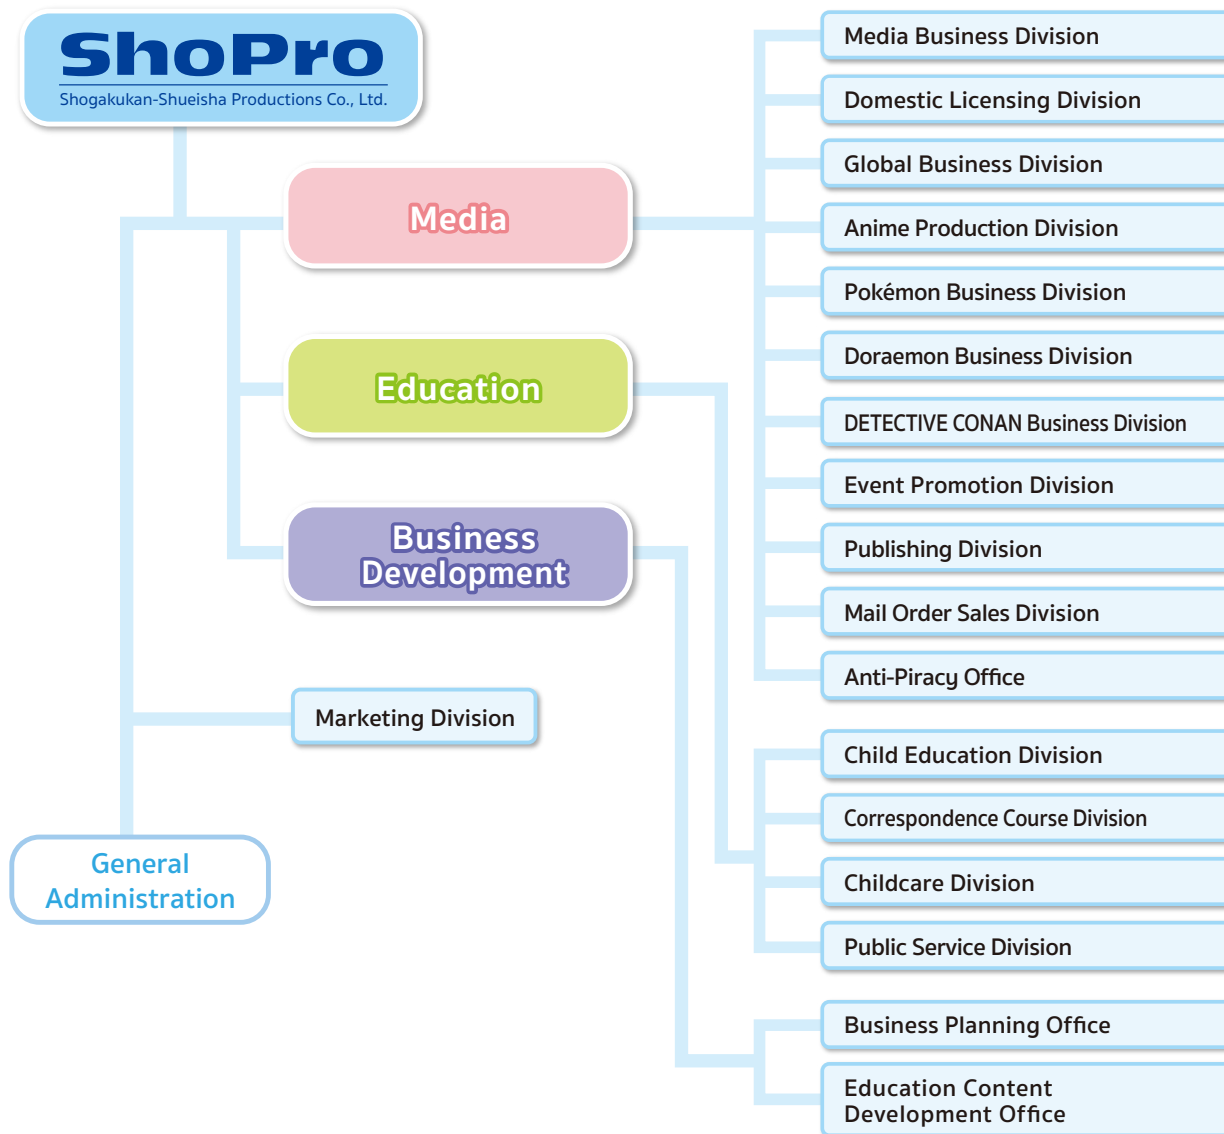 ShoPro
Shogakukan-Shueisha Productions Co., Ltd.
Media
Education
Business
Development
Marketing Division
General
Administration
Media Business Division
Domestic Licensing Division
Global Business Division
Anime Production Division
Pokémon Business Division
Doraemon Business Division
DETECTIVE CONAN Business Division
Event Promotion Division
Publishing Division
Mail Order Sales Division
Anti-Piracy Office
Child Education Division
Correspondence Course Division
Childcare Division
Public Service Division
Business Planning Office
Education Content
Development Office